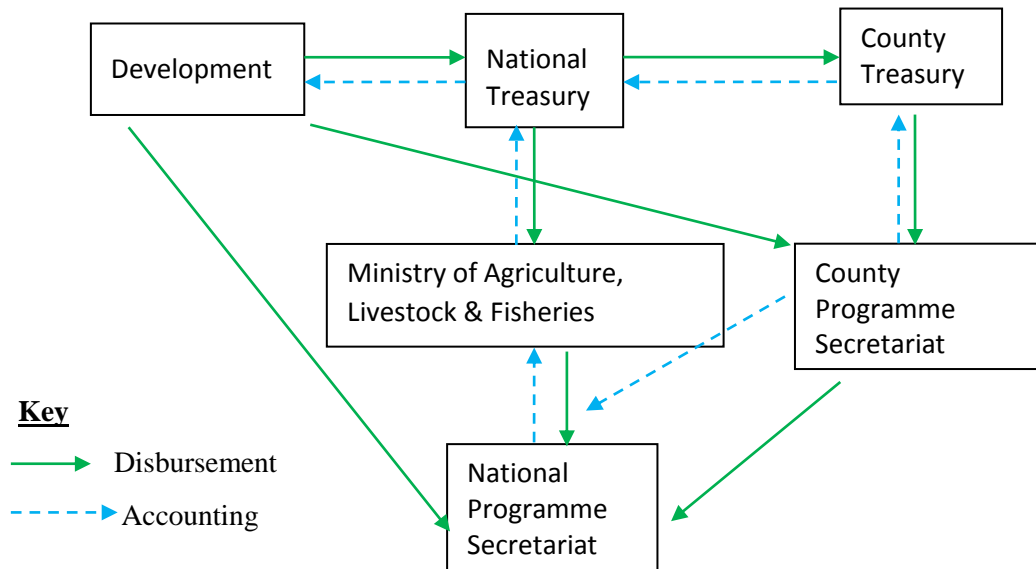 Development
National
Treasury
County
Treasury
Ministry of Agriculture,
Livestock & Fisheries
County
Programme
Secretariat
Key
Disbursement
Accounting
National
Programme
Secretariat